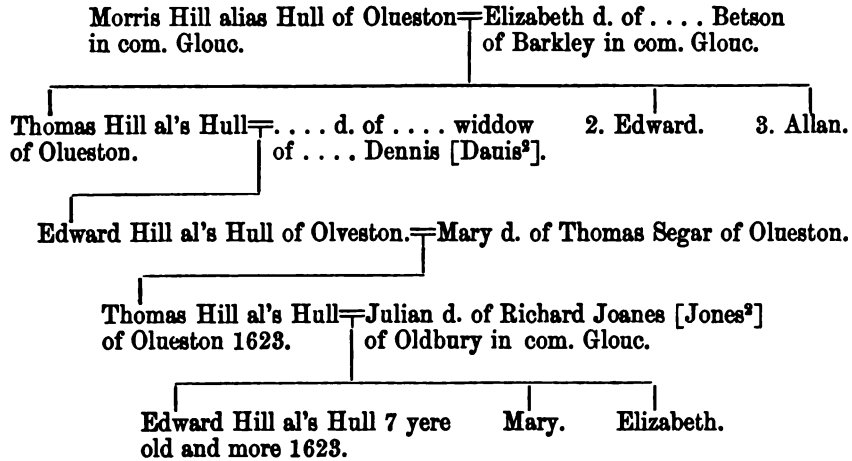 Morris Hill alias Hull of Olueston=Elizabeth d. of . . . . Betson
in com. Glouc. of Barkley in com. Glouc.
Thomas Hill al's Hull=. . . . d. of . . . . widdow 2. Edward. 3. Allan.
of Olueston. of . . . . Dennis [Dauis²].
Edward Hill al's Hull of Olveston.=Mary d. of Thomas Segar of Olueston.
Thomas Hill al's Hull=Julian d. of Richard Joanes [Jones²]
of Olueston 1623. of Oldbury in com. Glouc.
Edward Hill al's Hull 7 yere Mary. Elizabeth.
old and more 1623.